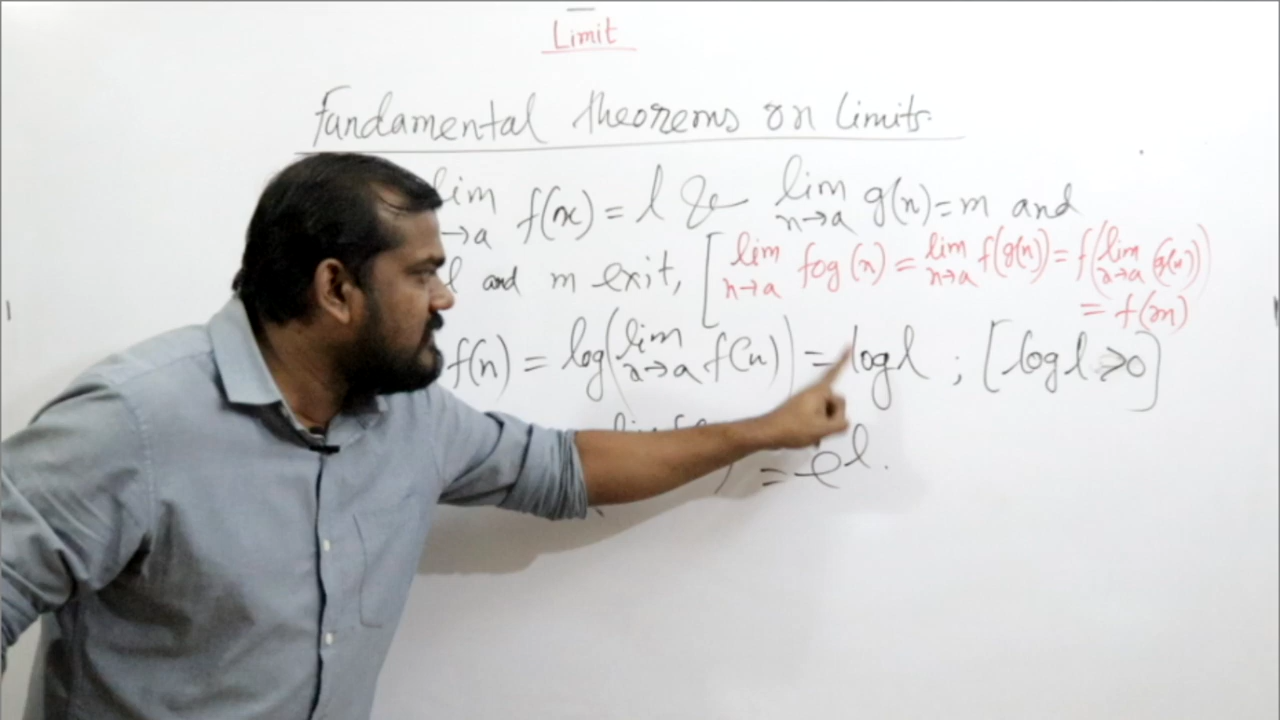 Limit
Fundamental theorems on Limits.
lim x→a f(x) = l & lim x→a g(x) = m and
l and m exit, [ lim x→a fog(x) = lim x→a f(g(x)) = f(lim x→a g(x))
= f(m)
f(x) = log(lim x→a f(x)) = log l ; [log l >0]
= e^l.